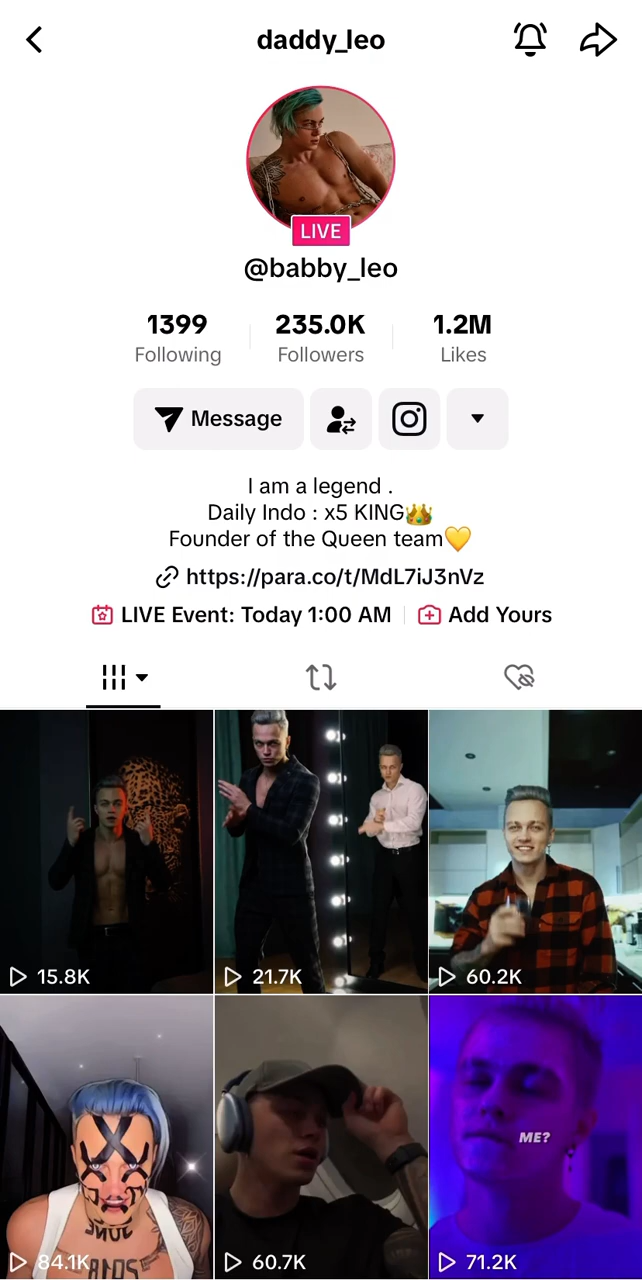 daddy_leo
LIVE
@babby_leo
1399 235.0K 1.2M
Following Followers Likes
Message
I am a legend .
Daily Indo : x5 KING👑
Founder of the Queen team💛
https://para.co/t/MdL7iJ3nVz
LIVE Event: Today 1:00 AM Add Yours
15.8K 21.7K 60.2K
ME?
84.1K 60.7K 71.2K